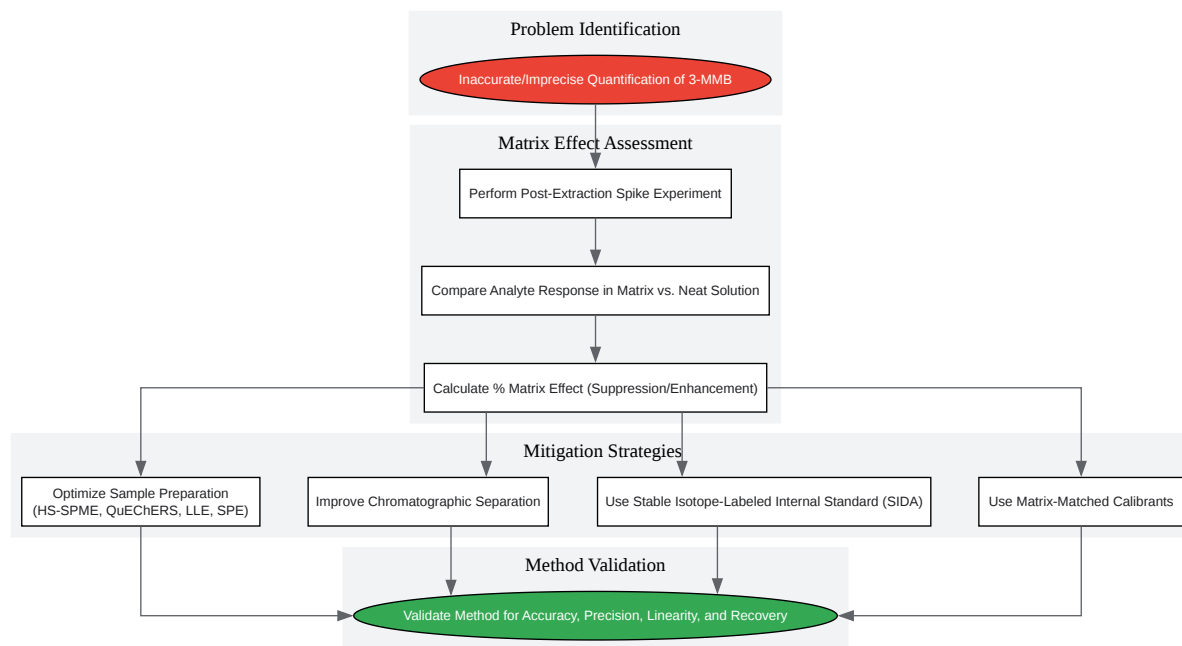 Problem Identification
Inaccurate/Imprecise Quantification of 3-MMB
Matrix Effect Assessment
Perform Post-Extraction Spike Experiment
Compare Analyte Response in Matrix vs. Neat Solution
Calculate % Matrix Effect (Suppression/Enhancement)
Mitigation Strategies
Optimize Sample Preparation
(HS-SPME, QuEChERS, LLE, SPE)
Improve Chromatographic Separation
Use Stable Isotope-Labeled Internal Standard (SIDA)
Use Matrix-Matched Calibrants
Method Validation
Validate Method for Accuracy, Precision, Linearity, and Recovery